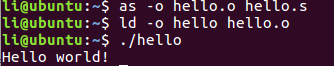 li@ubuntu:~$ as -o hello.o hello.s
li@ubuntu:~$ ld -o hello hello.o
li@ubuntu:~$ ./hello
Hello world!